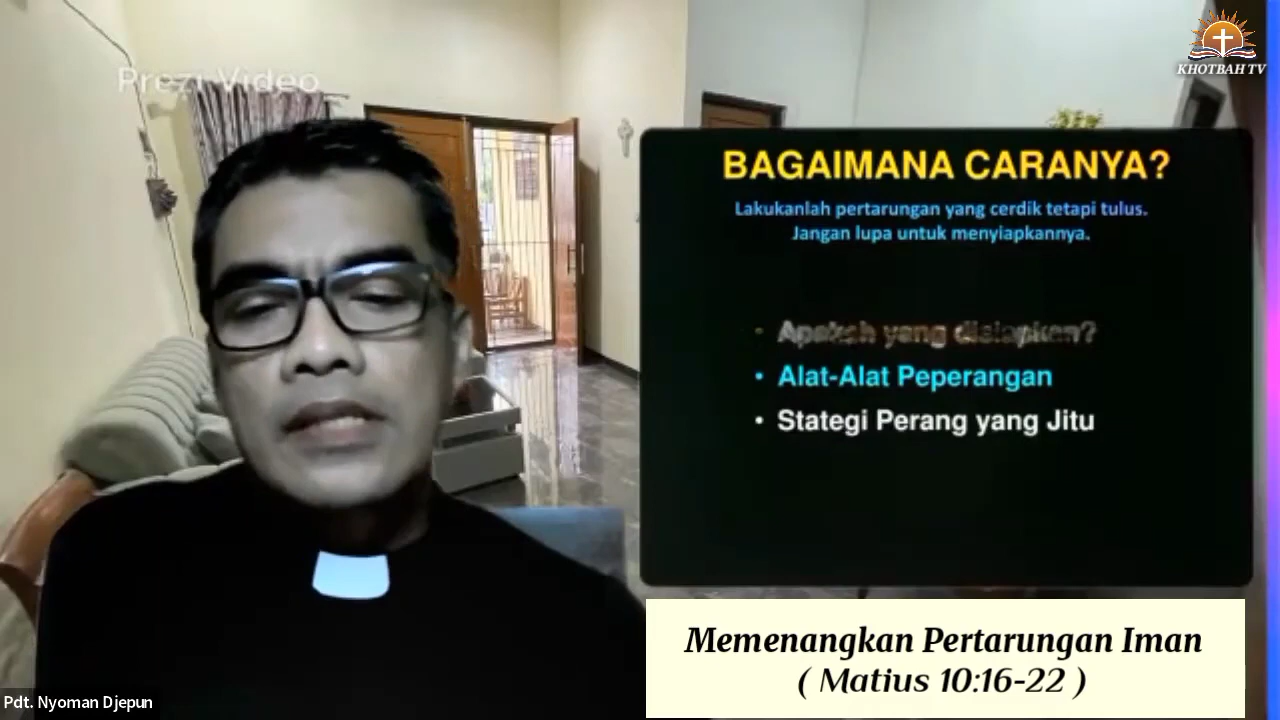 Prezi Video
KHOTBAH TV
BAGAIMANA CARANYA?
Lakukanlah pertarungan yang cerdik tetapi tulus.
Jangan lupa untuk menyiapkannya.
• Apakah yang disiapkan?
• Alat-Alat Peperangan
• Stategi Perang yang Jitu
Memenangkan Pertarungan Iman
( Matius 10:16-22 )
Pdt. Nyoman Djepun